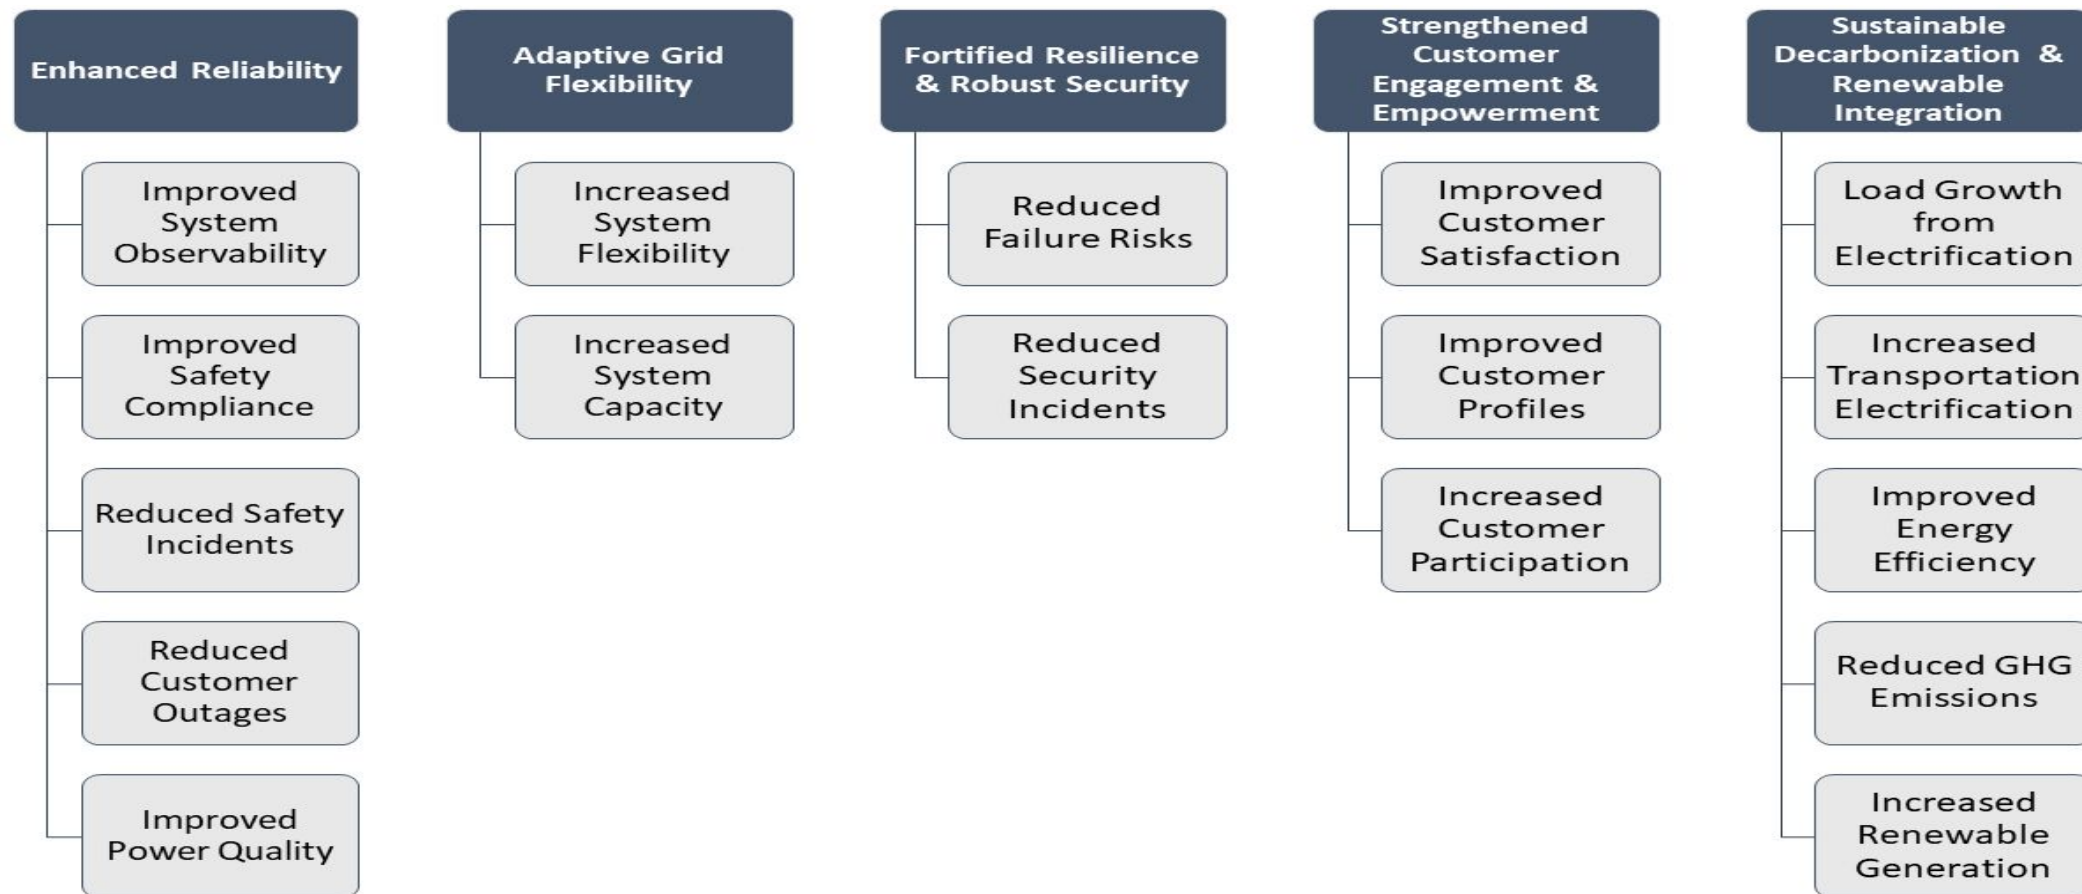 Enhanced Reliability
Improved
System
Observability
Improved
Safety
Compliance
Reduced Safety
Incidents
Reduced
Customer
Outages
Improved
Power Quality
Adaptive Grid
Flexibility
Increased
System
Flexibility
Increased
System
Capacity
Fortified Resilience
& Robust Security
Reduced
Failure Risks
Reduced
Security
Incidents
Strengthened
Customer
Engagement &
Empowerment
Improved
Customer
Satisfaction
Improved
Customer
Profiles
Increased
Customer
Participation
Sustainable
Decarbonization &
Renewable
Integration
Load Growth
from
Electrification
Increased
Transportation
Electrification
Improved
Energy
Efficiency
Reduced GHG
Emissions
Increased
Renewable
Generation